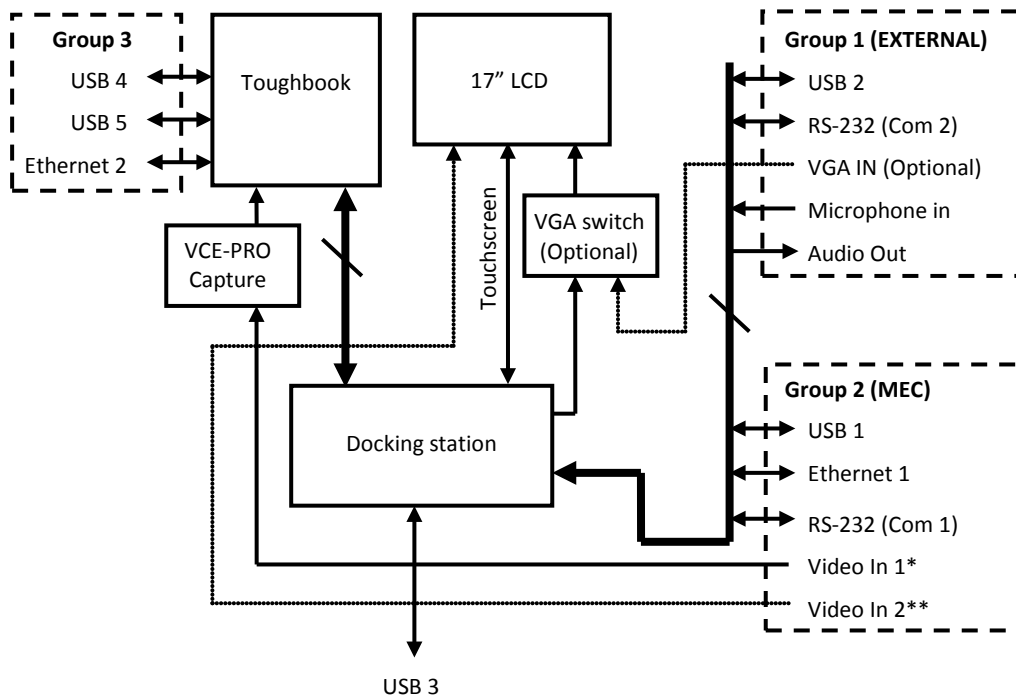 Group 3
USB 4
USB 5
Ethernet 2
Toughbook
17” LCD
Group 1 (EXTERNAL)
USB 2
RS-232 (Com 2)
VGA IN (Optional)
Microphone in
Audio Out
VCE-PRO
Capture
Touchscreen
VGA switch
(Optional)
Docking station
Group 2 (MEC)
USB 1
Ethernet 1
RS-232 (Com 1)
Video In 1*
Video In 2**
USB 3